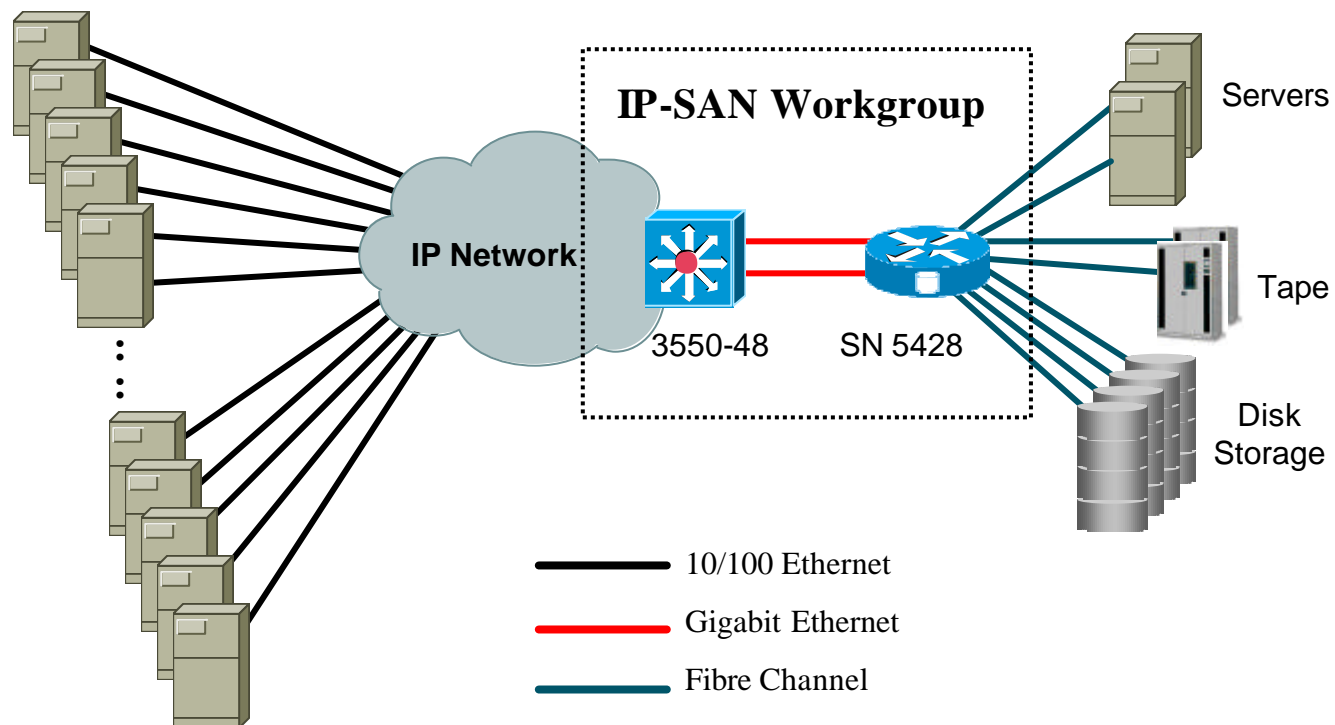 IP-SAN Workgroup
Servers
IP Network
Tape
3550-48
SN 5428
Disk
Storage
10/100 Ethernet
Gigabit Ethernet
Fibre Channel